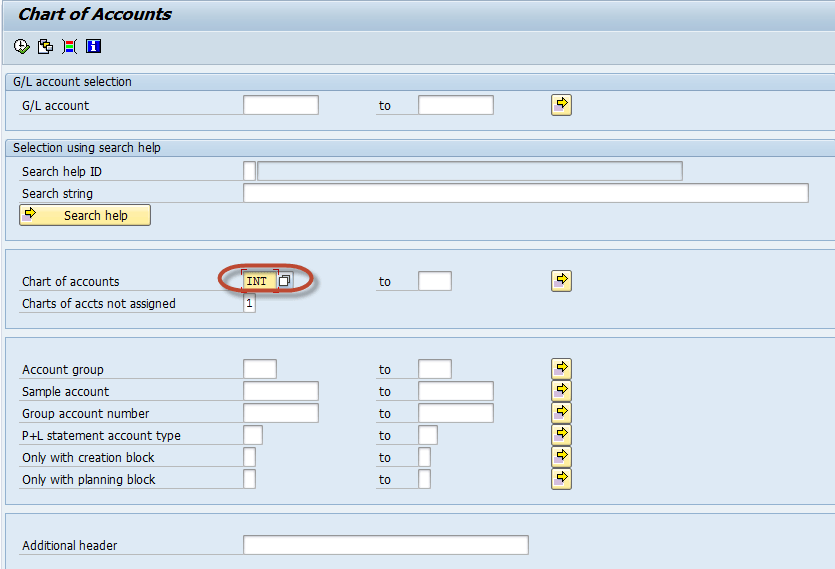 Chart of Accounts
G/L account selection
G/L account to
Selection using search help
Search help ID
Search string
Search help
Chart of accounts INT to
Charts of accts not assigned 1
Account group to
Sample account to
Group account number to
P+L statement account type to
Only with creation block to
Only with planning block to
Additional header